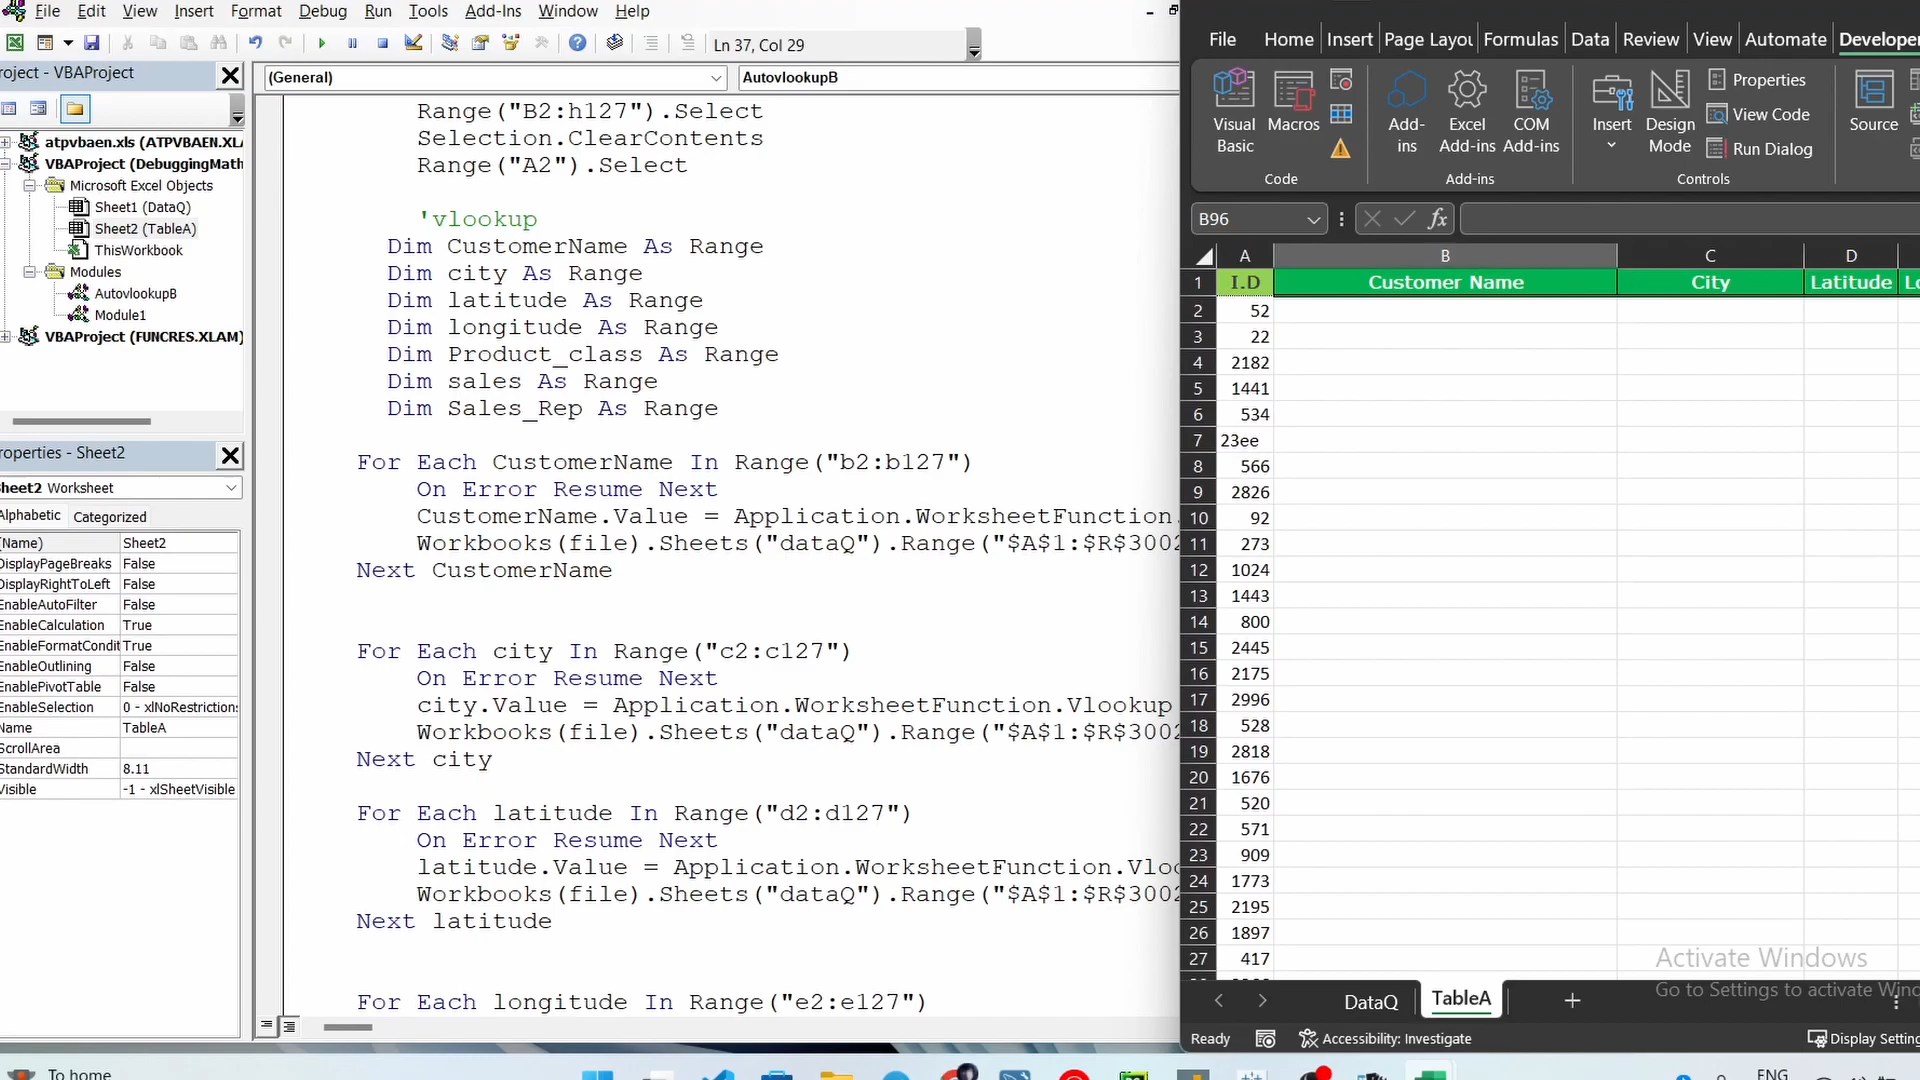 File Edit View Insert Format Debug Run Tools Add-Ins Window Help
Ln 37, Col 29
roject - VBAProject
(General)
AutovlookupB
atpvbaen.xls (ATPVBAEN.XLA
VBAProject (DebuggingMath
Microsoft Excel Objects
Sheet1 (DataQ)
Sheet2 (TableA)
ThisWorkbook
Modules
AutovlookupB
Module1
VBAProject (FUNCRES.XLAM)
roperties - Sheet2
heet2 Worksheet
Alphabetic Categorized
(Name) Sheet2
DisplayPageBreaks False
DisplayRightToLeft False
EnableAutoFilter False
EnableCalculation True
EnableFormatCondit True
EnableOutlining False
EnablePivotTable False
EnableSelection 0 - xlNoRestrictions
Name TableA
ScrollArea
StandardWidth 8.11
Visible -1 - xlSheetVisible
Range("B2:h127").Select
Selection.ClearContents
Range("A2").Select
'vlookup
Dim CustomerName As Range
Dim city As Range
Dim latitude As Range
Dim longitude As Range
Dim Product_class As Range
Dim sales As Range
Dim Sales_Rep As Range
For Each CustomerName In Range("b2:b127")
On Error Resume Next
CustomerName.Value = Application.WorksheetFunction.
Workbooks(file).Sheets("dataQ").Range("$A$1:$R$3002
Next CustomerName
For Each city In Range("c2:c127")
On Error Resume Next
city.Value = Application.WorksheetFunction.Vlookup
Workbooks(file).Sheets("dataQ").Range("$A$1:$R$3002
Next city
For Each latitude In Range("d2:d127")
On Error Resume Next
latitude.Value = Application.WorksheetFunction.Vlo
Workbooks(file).Sheets("dataQ").Range("$A$1:$R$3002
Next latitude
For Each longitude In Range("e2:e127")
File Home Insert Page Layou Formulas Data Review View Automate Developer
Visual Basic
Macros
Add-ins
Excel Add-ins
COM Add-ins
Insert
Design Mode
Properties
View Code
Run Dialog
Source
Code Add-ins Controls
B96
fx
A B C D
1 I.D Customer Name City Latitude Lo
2 52
3 22
4 2182
5 1441
6 534
7 23ee
8 566
9 2826
10 92
11 273
12 1024
13 1443
14 800
15 2445
16 2175
17 2996
18 528
19 2818
20 1676
21 520
22 571
23 909
24 1773
25 2195
26 1897
27 417
Activate Windows
Go to Settings to activate Wind
DataQ TableA
Ready
Accessibility: Investigate
Display Setting
To home
ENG